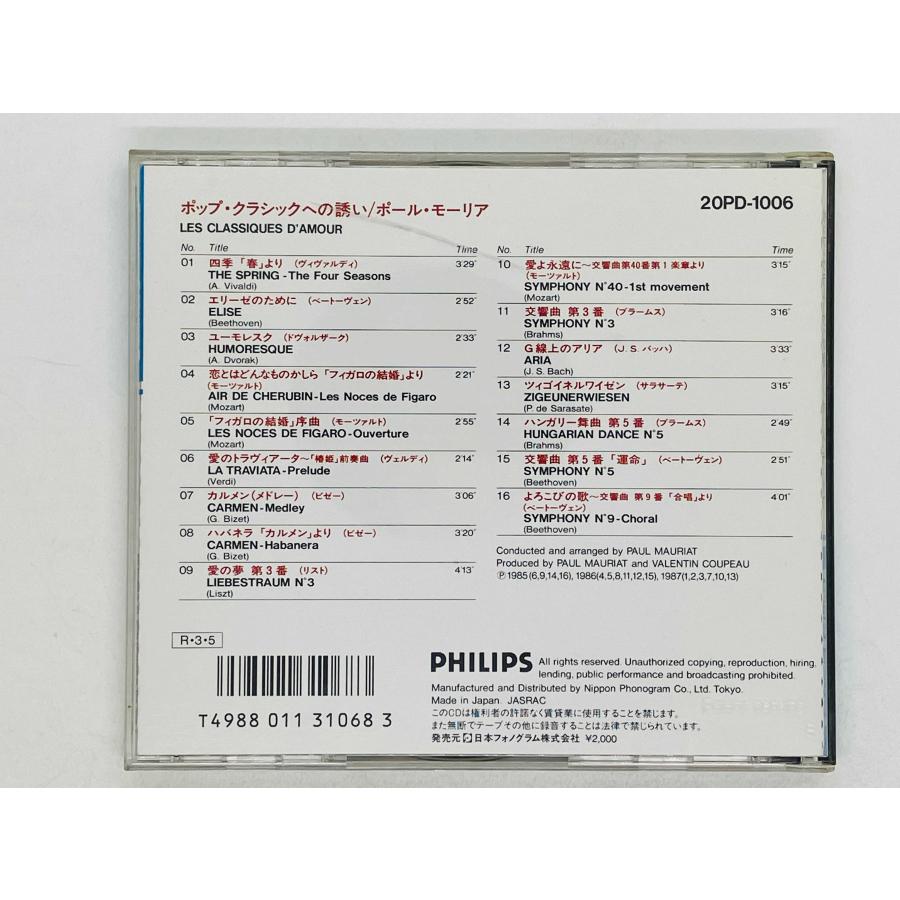 ポップ・クラシックへの誘い/ポール・モーリア
20PD-1006
LES CLASSIQUES D'AMOUR
No. Title Time
01 四季「春」より (ヴィヴァルディ) 3'29"
THE SPRING-The Four Seasons
(A. Vivaldi)
02 エリーゼのために (ベートーヴェン) 2'52"
ELISE
(Beethoven)
03 ユーモレスク (ドヴォルザーク) 2'33"
HUMORESQUE
(A. Dvorak)
04 恋とはどんなものかしら「フィガロの結婚」より 2'21"
(モーツァルト)
AIR DE CHERUBIN-Les Noces de Figaro
(Mozart)
05 「フィガロの結婚」序曲 (モーツァルト) 2'55"
LES NOCES DE FIGARO-Ouverture
(Mozart)
06 愛のトラヴィアータ〜「椿姫」前奏曲 (ヴェルディ) 2'14"
LA TRAVIATA-Prelude
(Verdi)
07 カルメン(メドレー) (ビゼー) 3'06"
CARMEN-Medley
(G. Bizet)
08 ハバネラ「カルメン」より (ビゼー) 3'20"
CARMEN-Habanera
(G. Bizet)
09 愛の夢 第3番 (リスト) 4'13"
LIEBESTRAUM N°3
(Liszt)
No. Title Time
10 愛よ永遠に〜交響曲第40番第1楽章より 3'15"
(モーツァルト)
SYMPHONY N°40-1st movement
(Mozart)
11 交響曲 第3番 (ブラームス) 3'16"
SYMPHONY N°3
(Brahms)
12 G線上のアリア (J. S. バッハ) 3'33"
ARIA
(J. S. Bach)
13 ツィゴイネルワイゼン (サラサーテ) 3'15"
ZIGEUNERWIESEN
(P. de Sarasate)
14 ハンガリー舞曲 第5番 (ブラームス) 2'49"
HUNGARIAN DANCE N°5
(Brahms)
15 交響曲 第5番「運命」 (ベートーヴェン) 2'51"
SYMPHONY N°5
(Beethoven)
16 よろこびの歌〜交響曲 第9番「合唱」より 4'01"
(ベートーヴェン)
SYMPHONY N°9-Choral
(Beethoven)
Conducted and arranged by PAUL MAURIAT
Produced by PAUL MAURIAT and VALENTIN COUPEAU
℗1985(6,9,14,16), 1986(4,5,8,11,12,15), 1987(1,2,3,7,10,13)
R・3・5
T4988 011 31068 3
PHILIPS All rights reserved. Unauthorized copying, reproduction, hiring,
lending, public performance and broadcasting prohibited.
Manufactured and Distributed by Nippon Phonogram Co., Ltd. Tokyo.
Made in Japan. JASRAC
このCDは権利者の許諾なく賃貸業に使用することを禁じます。
また無断でテープその他に録音することは法律で禁じられています。
発売元 日本フォノグラム株式会社 ¥2,000